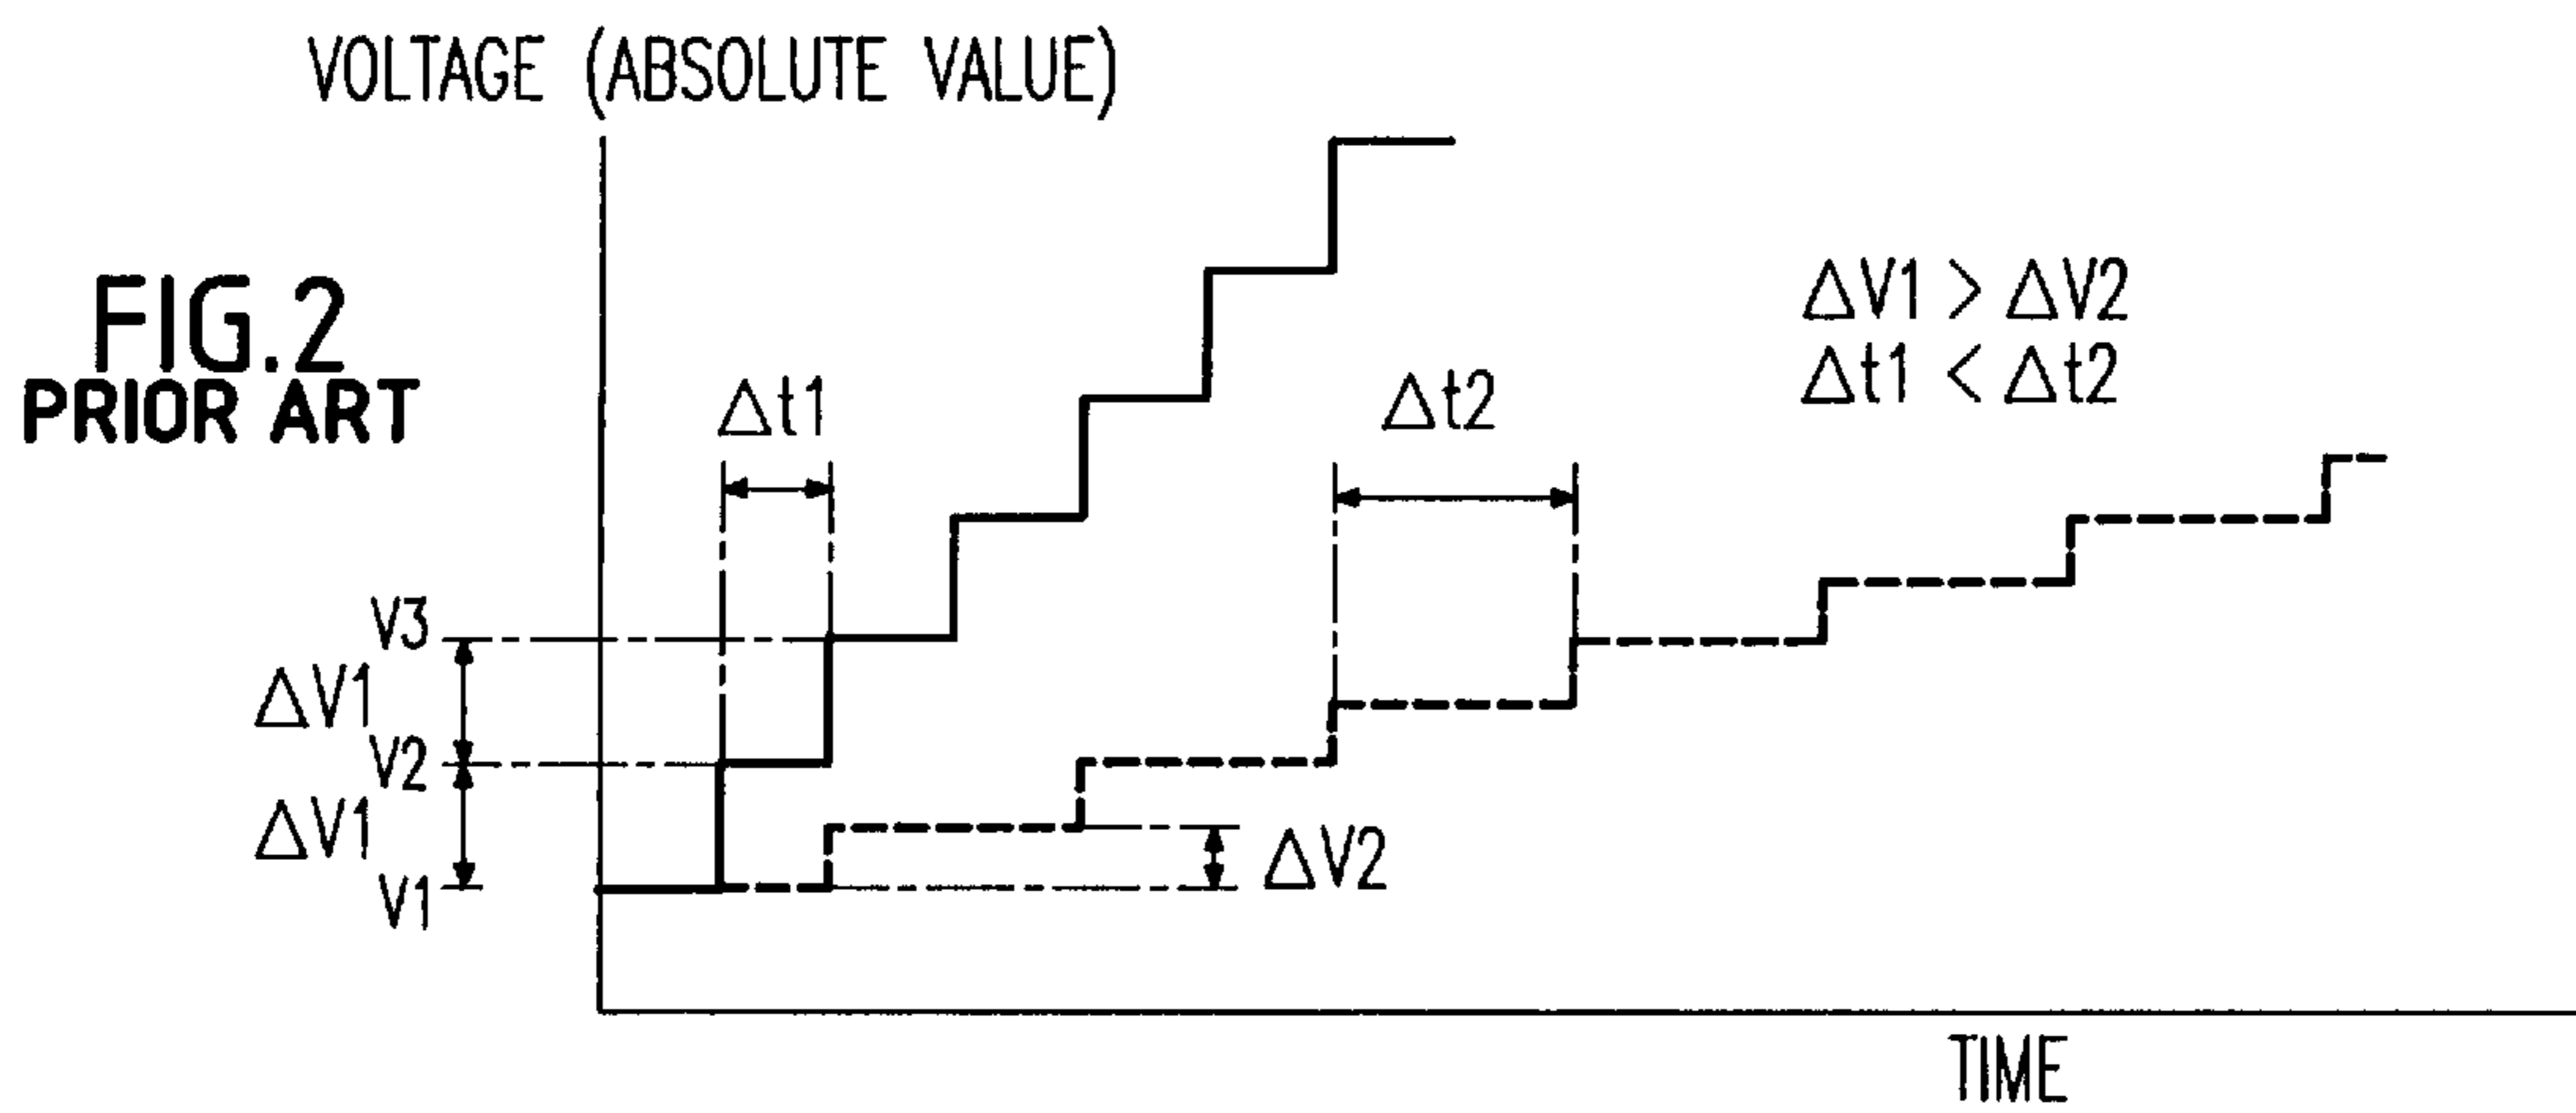 VOLTAGE (ABSOLUTE VALUE)
FIG.2
PRIOR ART
Δt1
Δt2
ΔV1 > ΔV2
Δt1 < Δt2
V3
ΔV1
V2
ΔV1
V1
ΔV2
TIME